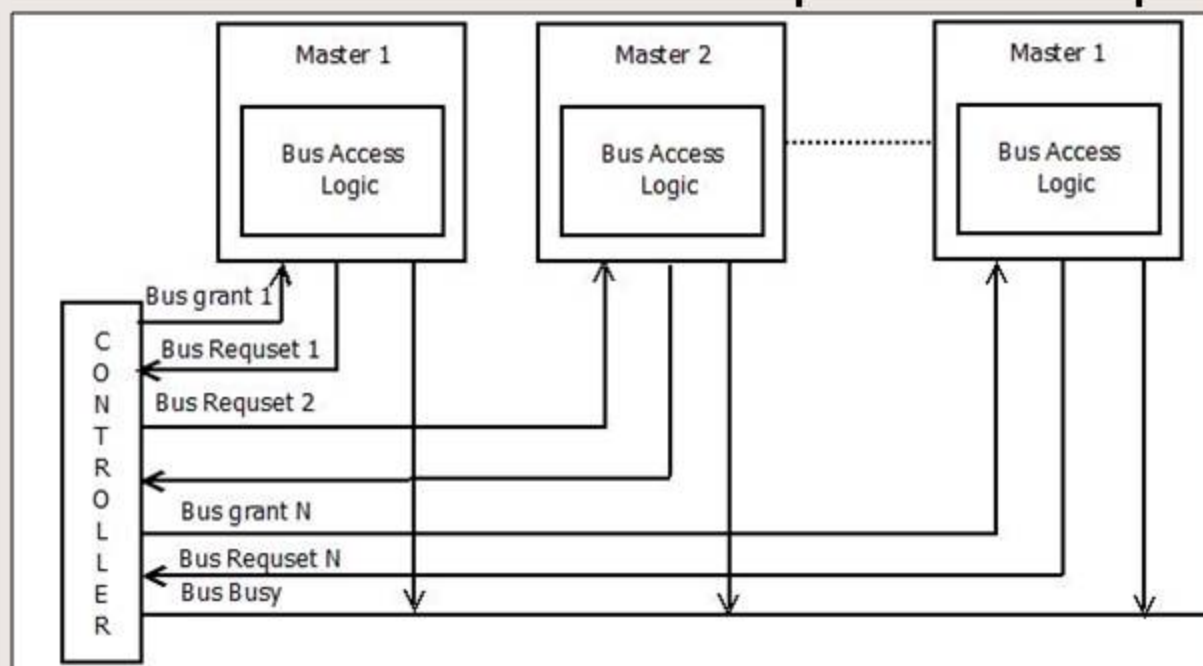 Master 1
Bus Access
Logic
Master 2
Bus Access
Logic
Master 1
Bus Access
Logic
Bus grant 1
Bus Requset 1
Bus Requset 2
Bus grant N
Bus Requset N
Bus Busy
C
O
N
T
R
O
L
L
E
R